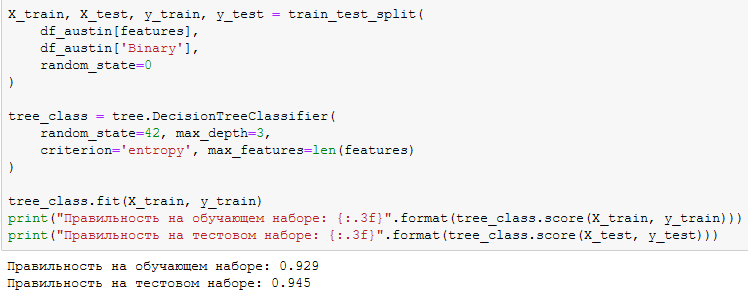 X_train, X_test, y_train, y_test = train_test_split(
    df_austin[features],
    df_austin['Binary'],
    random_state=0
)

tree_class = tree.DecisionTreeClassifier(
    random_state=42, max_depth=3,
    criterion='entropy', max_features=len(features)
)

tree_class.fit(X_train, y_train)
print("Правильность на обучающем наборе: {:.3f}".format(tree_class.score(X_train, y_train)))
print("Правильность на тестовом наборе: {:.3f}".format(tree_class.score(X_test, y_test)))
Правильность на обучающем наборе: 0.929
Правильность на тестовом наборе: 0.945